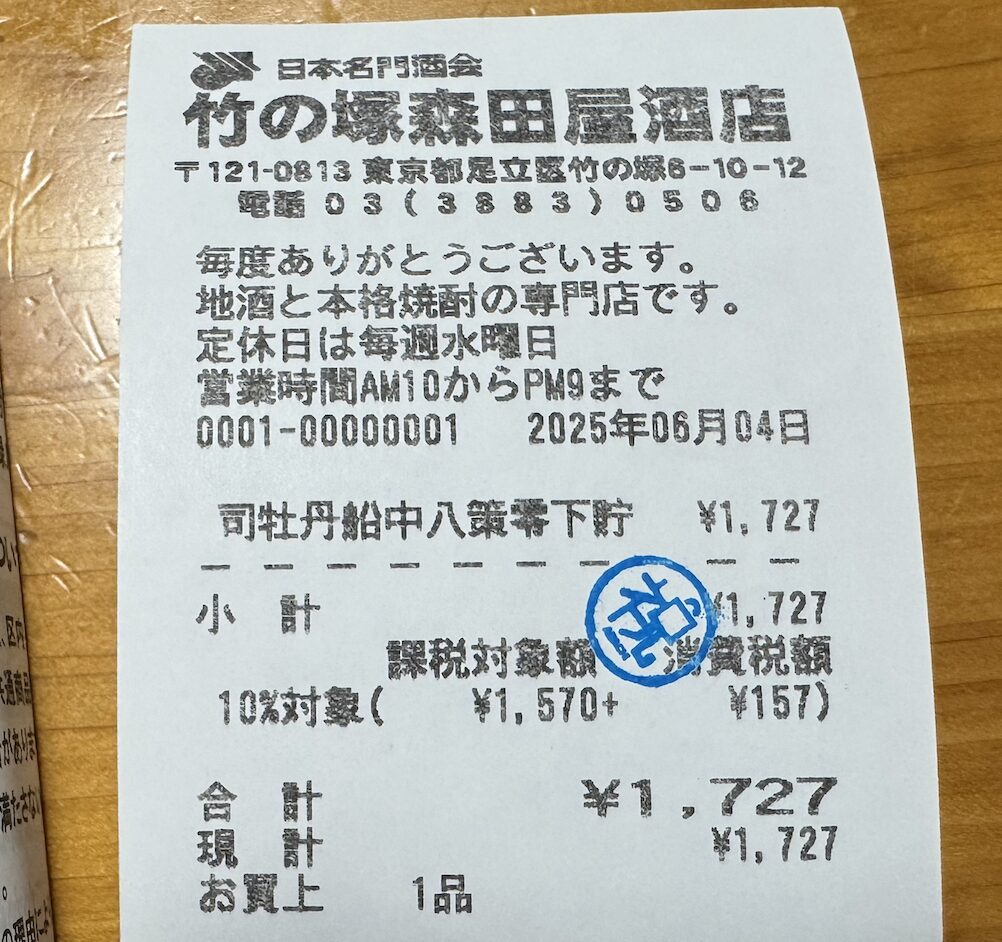 日本名門酒会
竹の塚森田屋酒店
〒121-0813 東京都足立区竹の塚6-10-12
電話 03(3883)0506
毎度ありがとうございます。
地酒と本格焼酎の専門店です。
定休日は毎週水曜日
営業時間AM10からPM9まで
0001-00000001 2025年06月04日
司牡丹船中八策零下貯 ¥1,727
小 計 ¥1,727
祝
課税対象額 消費税額
10%対象( ¥1,570+ ¥157)
合 計 ¥1,727
現 計 ¥1,727
お買上 1品